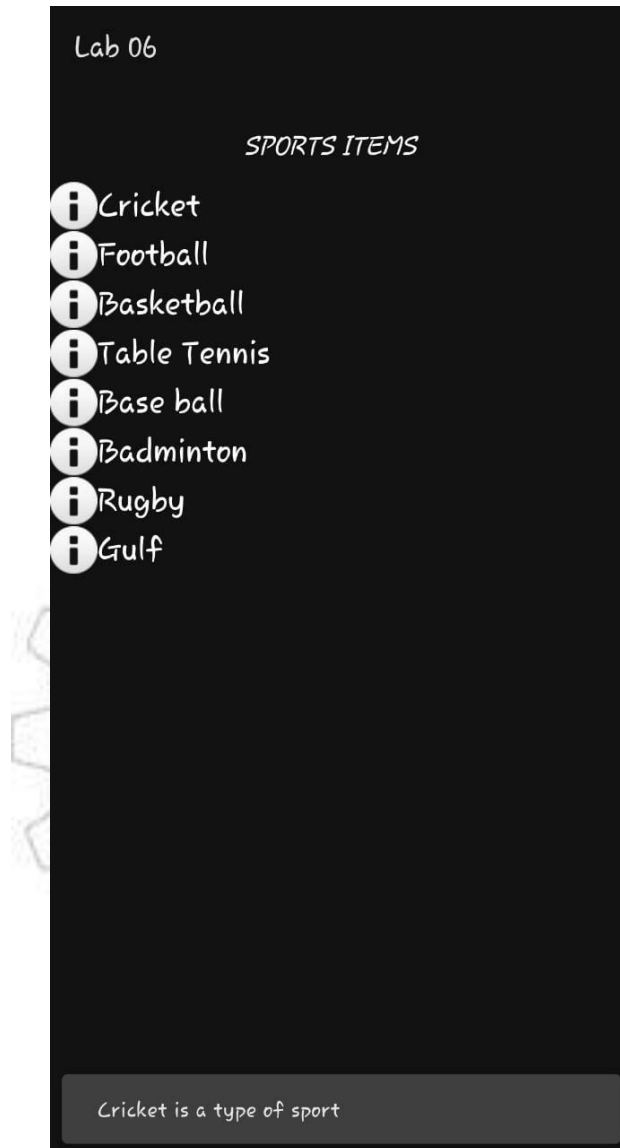 Lab 06
SPORTS ITEMS
Cricket
Football
Basketball
Table Tennis
Base ball
Badminton
Rugby
Gulf
Cricket is a type of sport